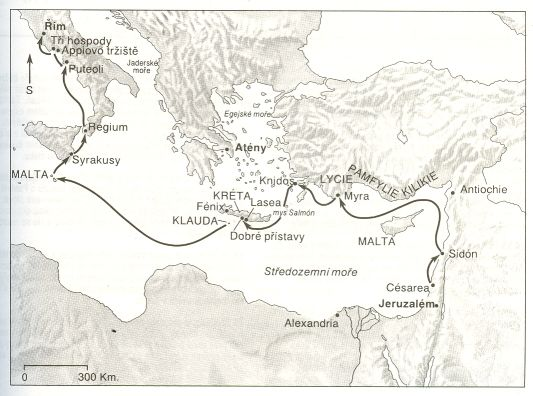 Řím
Tři hospody
Appiovo tržiště
Puteoli
Jaderské
moře
S
Egejské moře
Regium
Atény
Syrakusy
MALTA
Knidos
LYCIE
PAMFYLIE
KILIKIE
Myra
Antiochie
KRÉTA
Lasea
Fénix
mys Salmón
KLAUDA
Dobré přístavy
MALTA
Sidón
Středozemní moře
Césarea
Jeruzalém
Alexandria
0 300 Km.